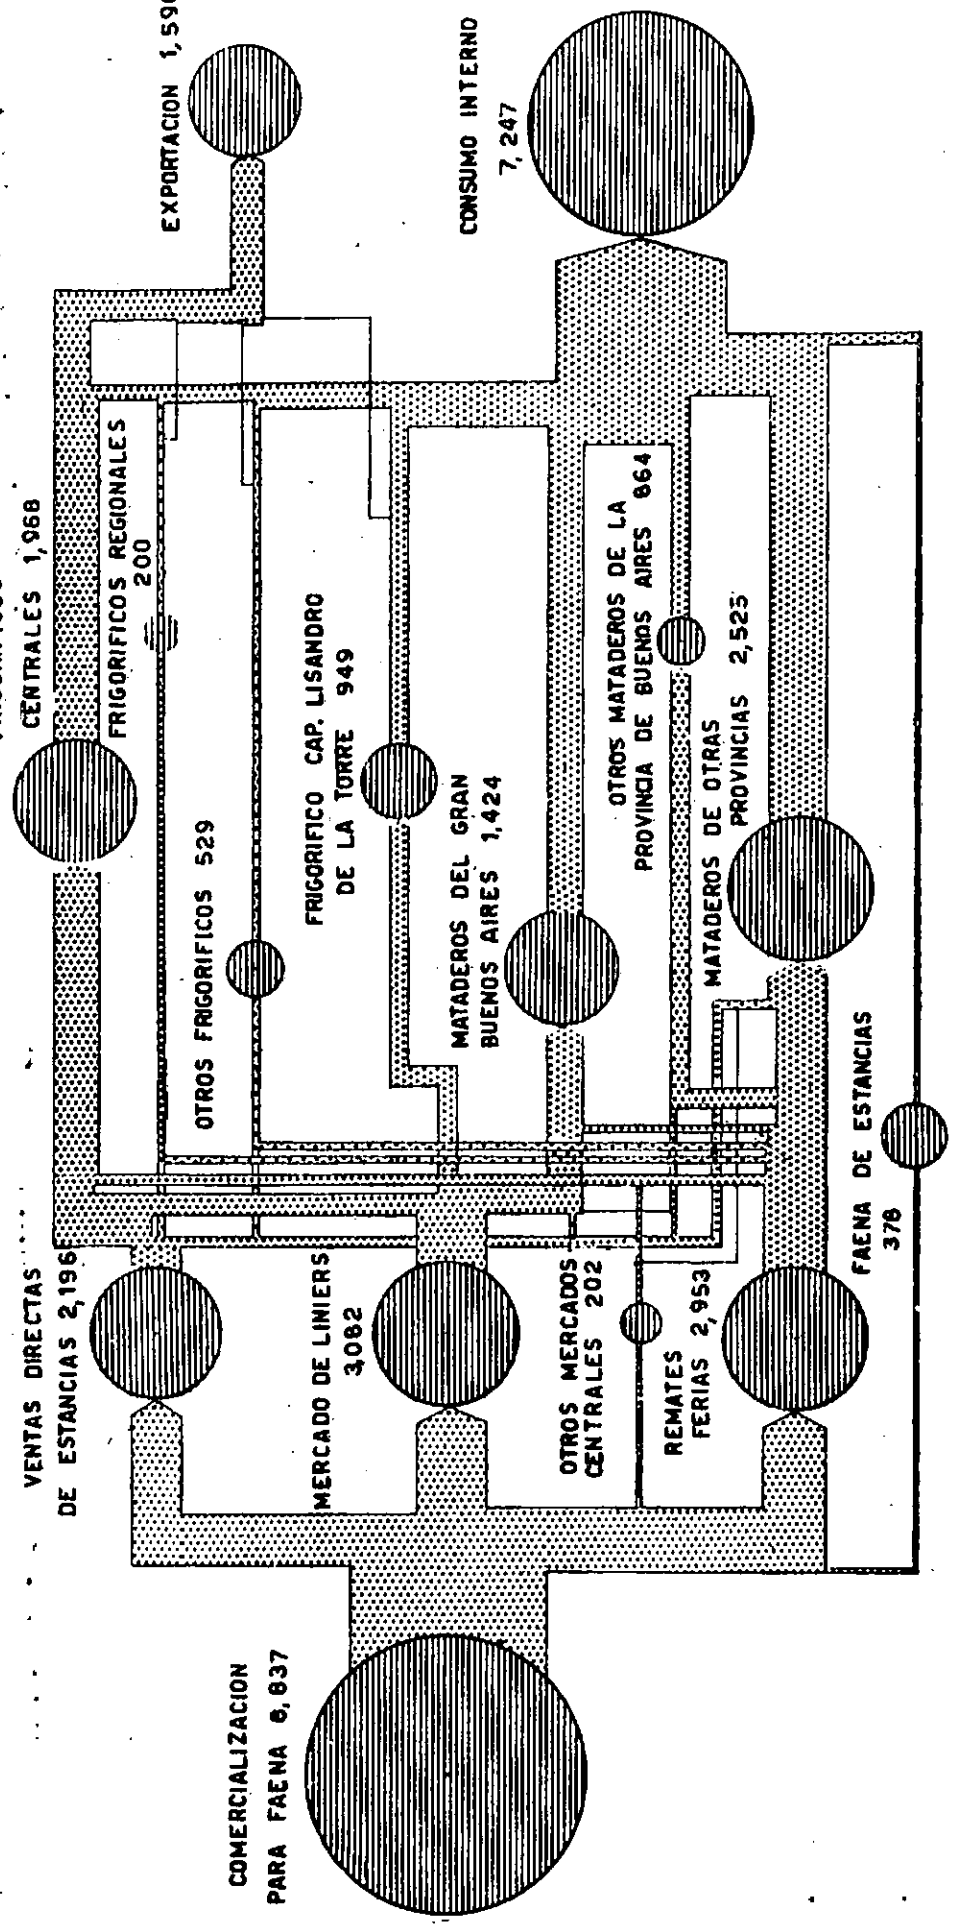 COMERCIALIZACION
PARA FAENA 8,837
VENTAS DIRECTAS
DE ESTANCIAS 2,196
MERCADO DE LINIERS
3,082
OTROS MERCADOS
CENTRALES 202
REMATES
FERIAS 2,953
FAENA DE ESTANCIAS
378
CENTRALES 1,968
FRIGORIFICOS REGIONALES
200
OTROS FRIGORIFICOS 529
FRIGORIFICO CAP. LISANDRO
DE LA TORRE 949
MATADEROS DEL GRAN
BUENOS AIRES 1,424
OTROS MATADEROS DE LA
PROVINCIA DE BUENOS AIRES 864
MATADEROS DE OTRAS
PROVINCIAS 2,525
EXPORTACION
CONSUMO INTERNO
7,247